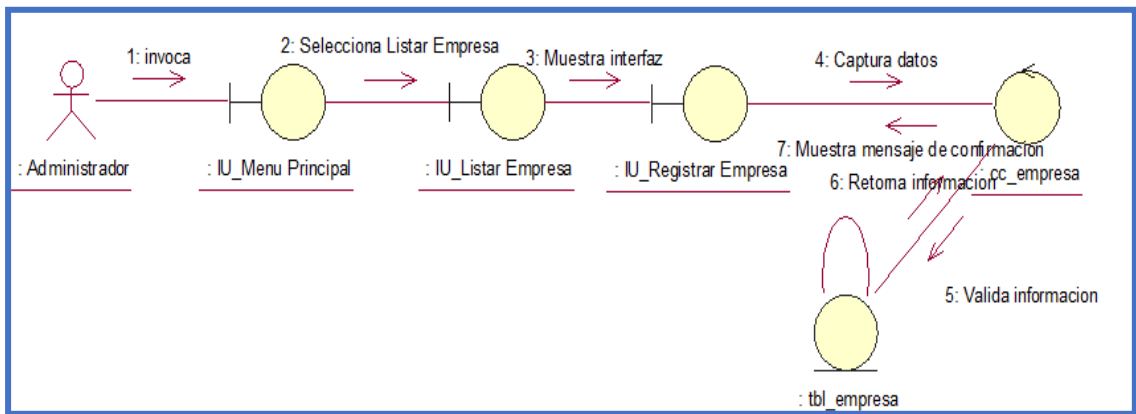 1: invoca
2: Selecciona Listar Empresa
3: Muestra interfaz
4: Captura datos
7: Muestra mensaje de confirmacion
6: Retorna informacion
: Administrador
: IU_Menu Principal
: IU_Listar Empresa
: IU_Registrar Empresa
: cc_empresa
5: Valida informacion
: tbl_empresa